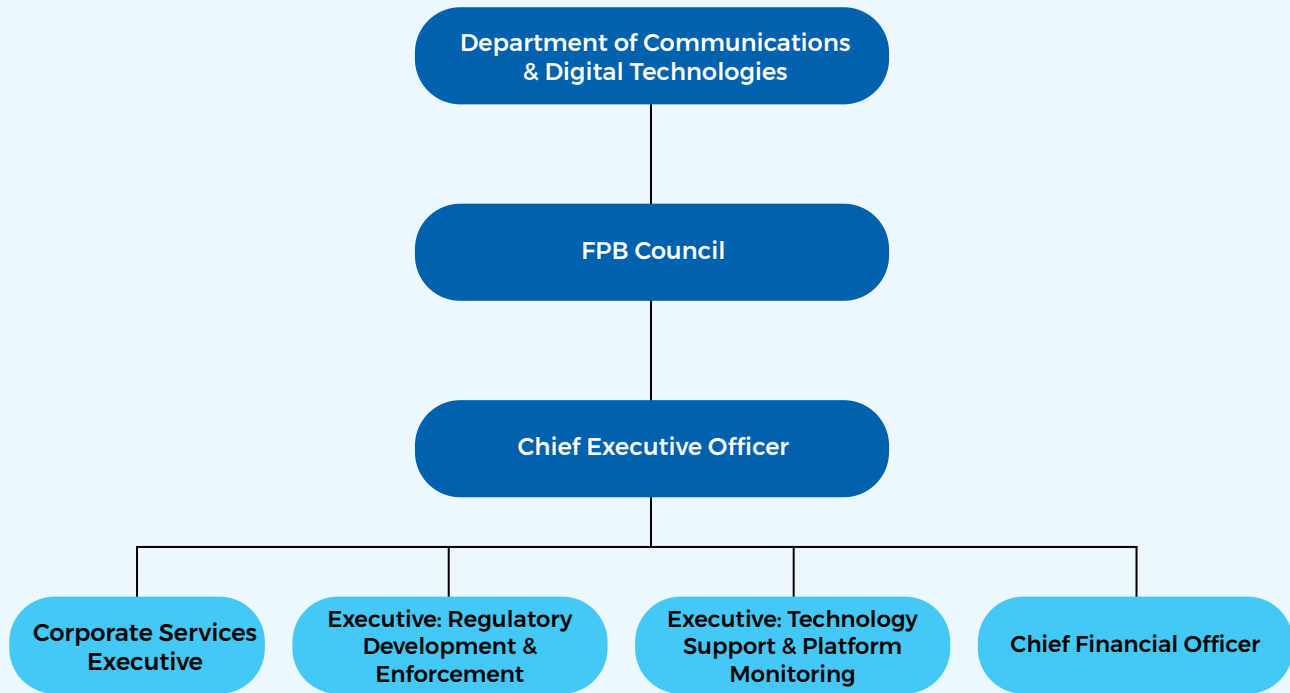 Department of Communications
& Digital Technologies
FPB Council
Chief Executive Officer
Corporate Services
Executive
Executive: Regulatory
Development &
Enforcement
Executive: Technology
Support & Platform
Monitoring
Chief Financial Officer